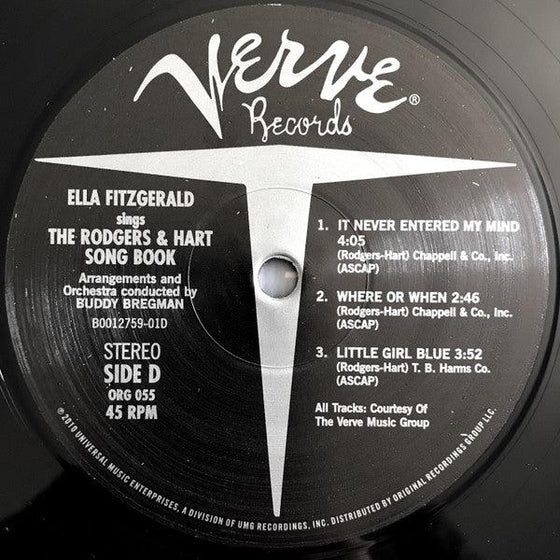 VERVE®
Records
ELLA FITZGERALD
sings
THE RODGERS & HART
SONG BOOK
Arrangements and
Orchestra conducted by
BUDDY BREGMAN
B0012759-01D
STEREO
SIDE D
ORG 055
45 RPM
1. IT NEVER ENTERED MY MIND
4:05
(Rodgers-Hart) Chappell & Co., Inc.
(ASCAP)
2. WHERE OR WHEN 2:46
(Rodgers-Hart) Chappell & Co., Inc.
(ASCAP)
3. LITTLE GIRL BLUE 3:52
(Rodgers-Hart) T. B. Harms Co.
(ASCAP)
All Tracks: Courtesy Of
The Verve Music Group
℗2010 UNIVERSAL MUSIC ENTERPRISES, A DIVISION OF UMG RECORDINGS, INC. DISTRIBUTED BY ORIGINAL RECORDINGS GROUP LLC.